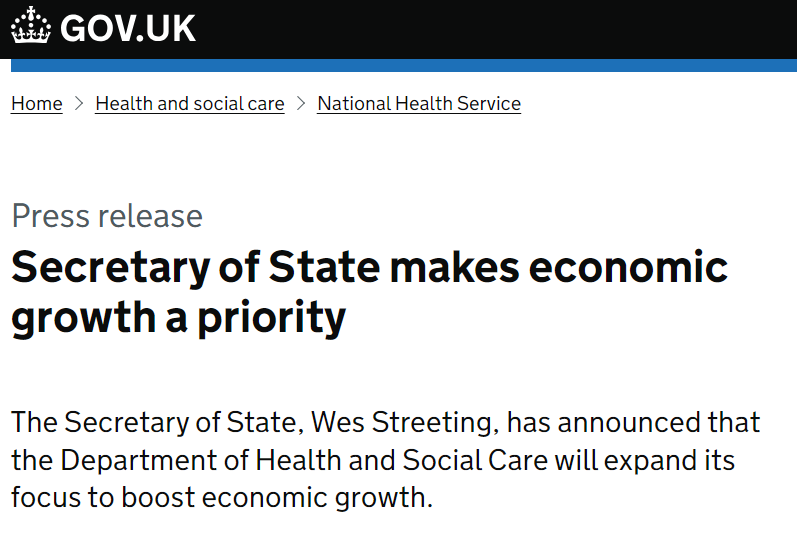 GOV.UK
Home > Health and social care > National Health Service
Press release
Secretary of State makes economic
growth a priority
The Secretary of State, Wes Streeting, has announced that
the Department of Health and Social Care will expand its
focus to boost economic growth.